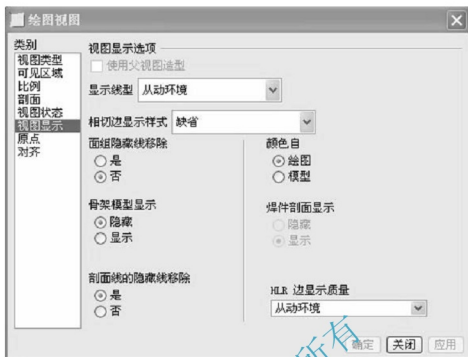 绘图视图
类别
视图类型
可见区域
比例
剖面
视图状态
视图显示
原点
对齐
视图显示选项
使用父视图造型
显示线型 从动环境
相切边显示样式 缺省
面组隐藏线移除
是
否
颜色自
绘图
模型
骨架模型显示
隐藏
显示
焊件剖面显示
隐藏
显示
剖面线的隐藏线移除
是
否
HLR 边显示质量
从动环境
所有
确定 关闭 应用